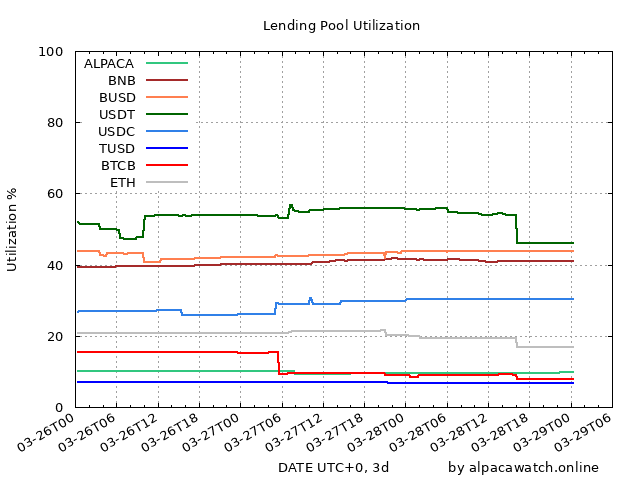 Lending Pool Utilization
Utilization %
100
80
60
40
20
0
ALPACA
BNB
BUSD
USDT
USDC
TUSD
BTCB
ETH
03-26T00
03-26T06
03-26T12
03-26T18
03-27T00
03-27T06
03-27T12
03-27T18
03-28T00
03-28T06
03-28T12
03-28T18
03-29T00
03-29T06
DATE UTC+0, 3d
by alpacawatch.online